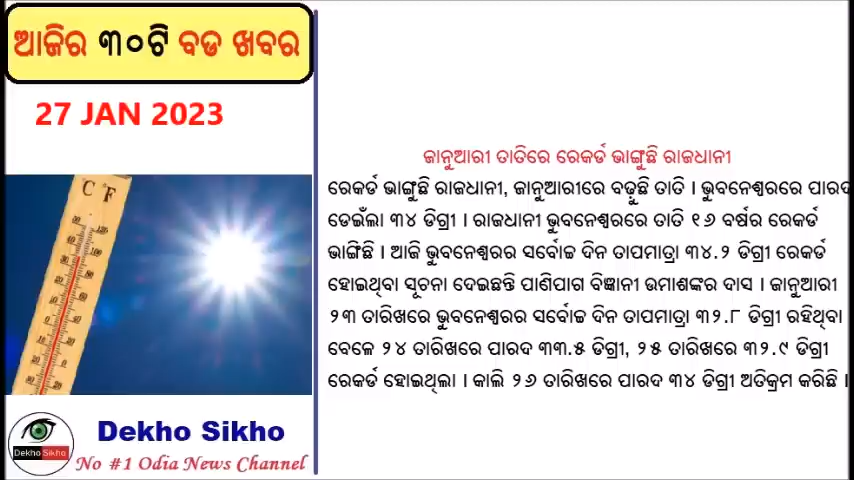 ଆଜିର ୩୦ଟି ବଡ ଖବର
27 JAN 2023
ଜାନୁଆରୀ ତାତିରେ ରେକର୍ଡ ଭାଙ୍ଗୁଛି ରାଜଧାନୀ
ରେକର୍ଡ ଭାଙ୍ଗୁଛି ରାଜଧାନୀ, ଜାନୁଆରୀରେ ବଢ଼ୁଛି ତାତି । ଭୁବନେଶ୍ୱରରେ ପାରଦ
ଡେଇଁଲା ୩୪ ଡିଗ୍ରୀ । ରାଜଧାନୀ ଭୁବନେଶ୍ୱରରେ ତାତି ୧୬ ବର୍ଷର ରେକର୍ଡ
ଭାଙ୍ଗିଛି । ଆଜି ଭୁବନେଶ୍ୱରର ସର୍ବୋଚ୍ଚ ଦିନ ତାପମାତ୍ରା ୩୪.୨ ଡିଗ୍ରୀ ରେକର୍ଡ
ହୋଇଥିବା ସୂଚନା ଦେଇଛନ୍ତି ପାଣିପାଗ ବିଜ୍ଞାନୀ ଉମାଶଙ୍କର ଦାସ । ଜାନୁଆରୀ
୨୩ ତାରିଖରେ ଭୁବନେଶ୍ୱରର ସର୍ବୋଚ୍ଚ ଦିନ ତାପମାତ୍ରା ୩୨.୮ ଡିଗ୍ରୀ ରହିଥିବା
ବେଳେ ୨୪ ତାରିଖରେ ପାରଦ ୩୩.୫ ଡିଗ୍ରୀ, ୨୫ ତାରିଖରେ ୩୨.୯ ଡିଗ୍ରୀ
ରେକର୍ଡ ହୋଇଥିଲା । କାଲି ୨୬ ତାରିଖରେ ପାରଦ ୩୪ ଡିଗ୍ରୀ ଅତିକ୍ରମ କରିଛି ।
C F
Dekho Sikho
Dekho Sikho
No #1 Odia News Channel